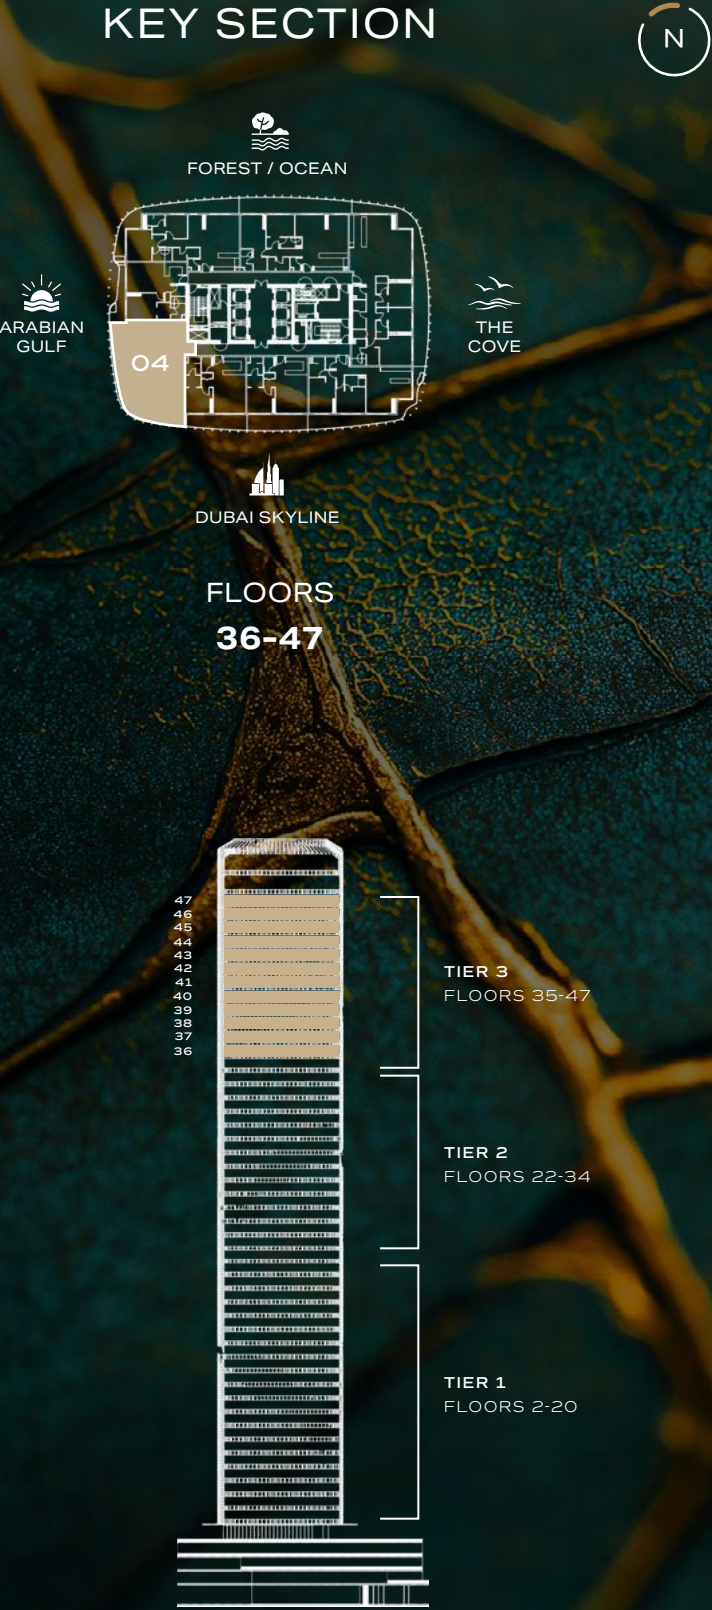 KEY SECTION
N
FOREST / OCEAN
ARABIAN
GULF
THE
COVE
04
DUBAI SKYLINE
FLOORS
36-47
47
46
45
44
43
42
41
40
39
38
37
36
TIER 3
FLOORS 35-47
TIER 2
FLOORS 22-34
TIER 1
FLOORS 2-20